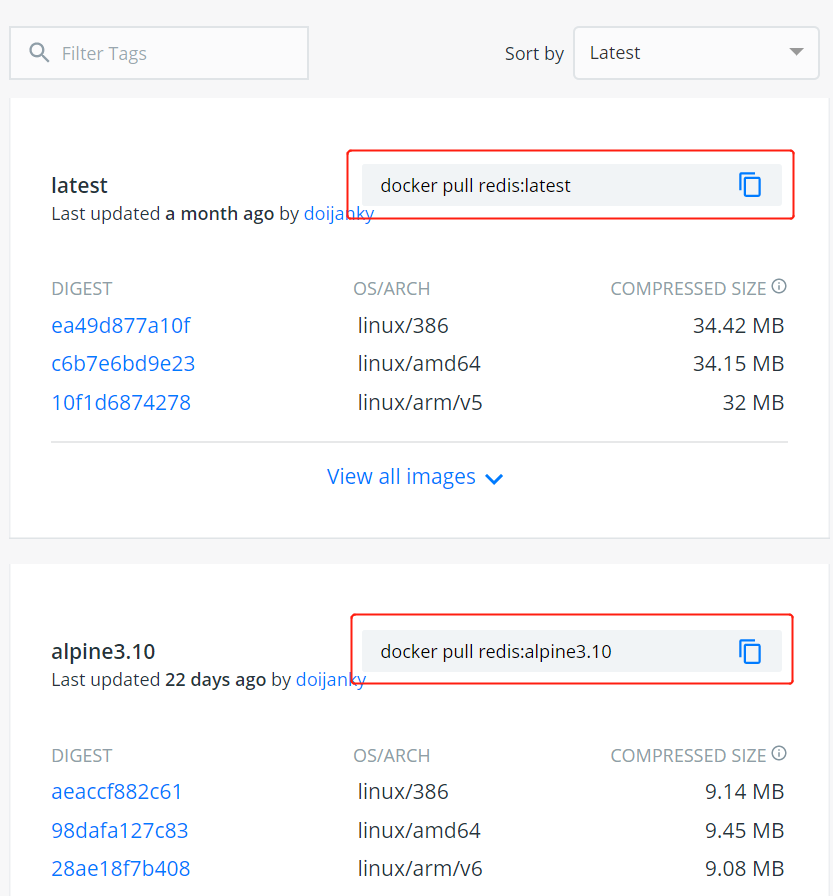 Filter Tags Sort by Latest
latest docker pull redis:latest
Last updated a month ago by doijanky
DIGEST OS/ARCH COMPRESSED SIZE
ea49d877a10f linux/386 34.42 MB
c6b7e6bd9e23 linux/amd64 34.15 MB
10f1d6874278 linux/arm/v5 32 MB
View all images
alpine3.10 docker pull redis:alpine3.10
Last updated 22 days ago by doijanky
DIGEST OS/ARCH COMPRESSED SIZE
aeaccf882c61 linux/386 9.14 MB
98dafa127c83 linux/amd64 9.45 MB
28ae18f7b408 linux/arm/v6 9.08 MB